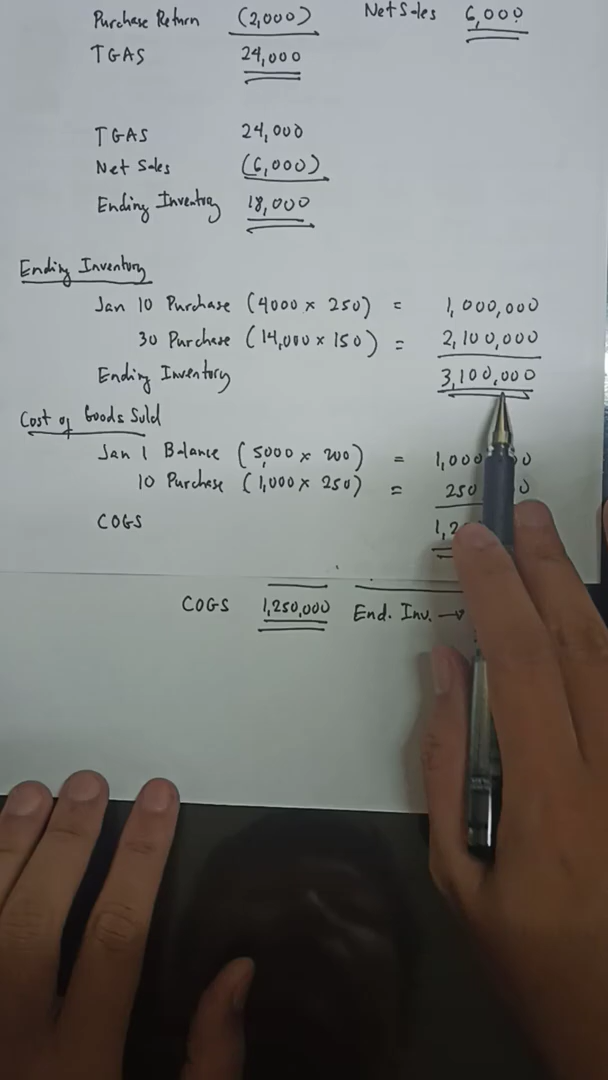 Purchase Return (2,000) Net Sales 6,000
TGAS 24,000
TGAS 24,000
Net Sales (6,000)
Ending Inventory 18,000
Ending Inventory
Jan 10 Purchase (4000 x 250) = 1,000,000
30 Purchase (14,000 x 150) = 2,100,000
Ending Inventory 3,100,000
Cost of Goods Sold
Jan 1 Balance (5,000 x 200) =
10 Purchase (1,000 x 250) =
COGS
COGS 1,250,000 End. Inv. →